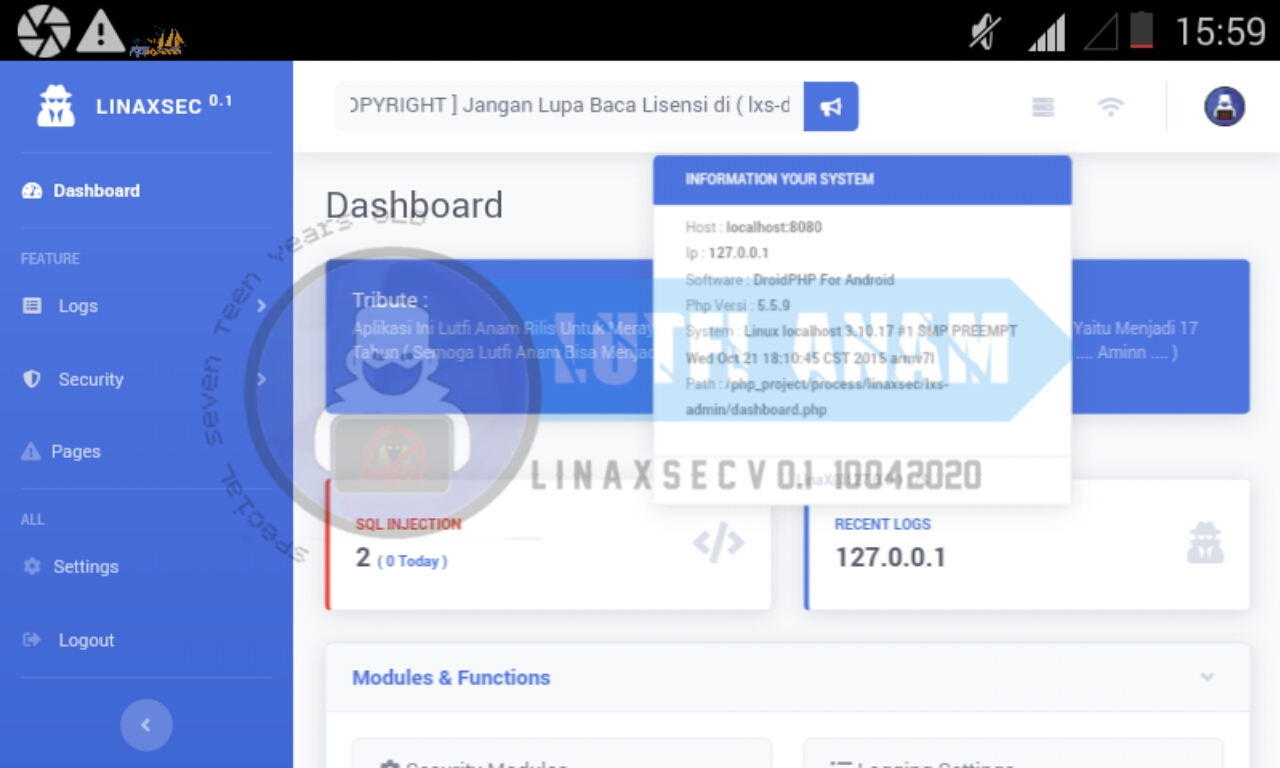 15:59
LINAXSEC 0.1
OPYRIGHT ] Jangan Lupa Baca Lisensi di ( lxs-d
Dashboard
FEATURE
Logs
Security
Pages
ALL
Settings
Logout
Dashboard
INFORMATION YOUR SYSTEM
Host : localhost:8080
Ip : 127.0.0.1
Software : DroidPHP For Android
Php Versi : 5.5.9
System : Linux localhost 3.10.17 #1 SMP PREEMPT
Wed Oct 21 18:10:45 CST 2015 armv7l
Path : /php_project/process/linaxsec/lxs-
admin/dashboard.php
Tribute :
Aplikasi Ini Lutfi Anam Rilis Untuk Meray
Yaitu Menjadi 17
Tahun ( Semoga Lutfi Anam Bisa Menjad
.... Aminn .... )
LUTFI ANAM
special seven Teen years OLD
LINAXSEC V 0.1 10042020
SQL INJECTION
2 ( 0 Today )
RECENT LOGS
127.0.0.1
Modules & Functions
Security Modules
Logging Settings